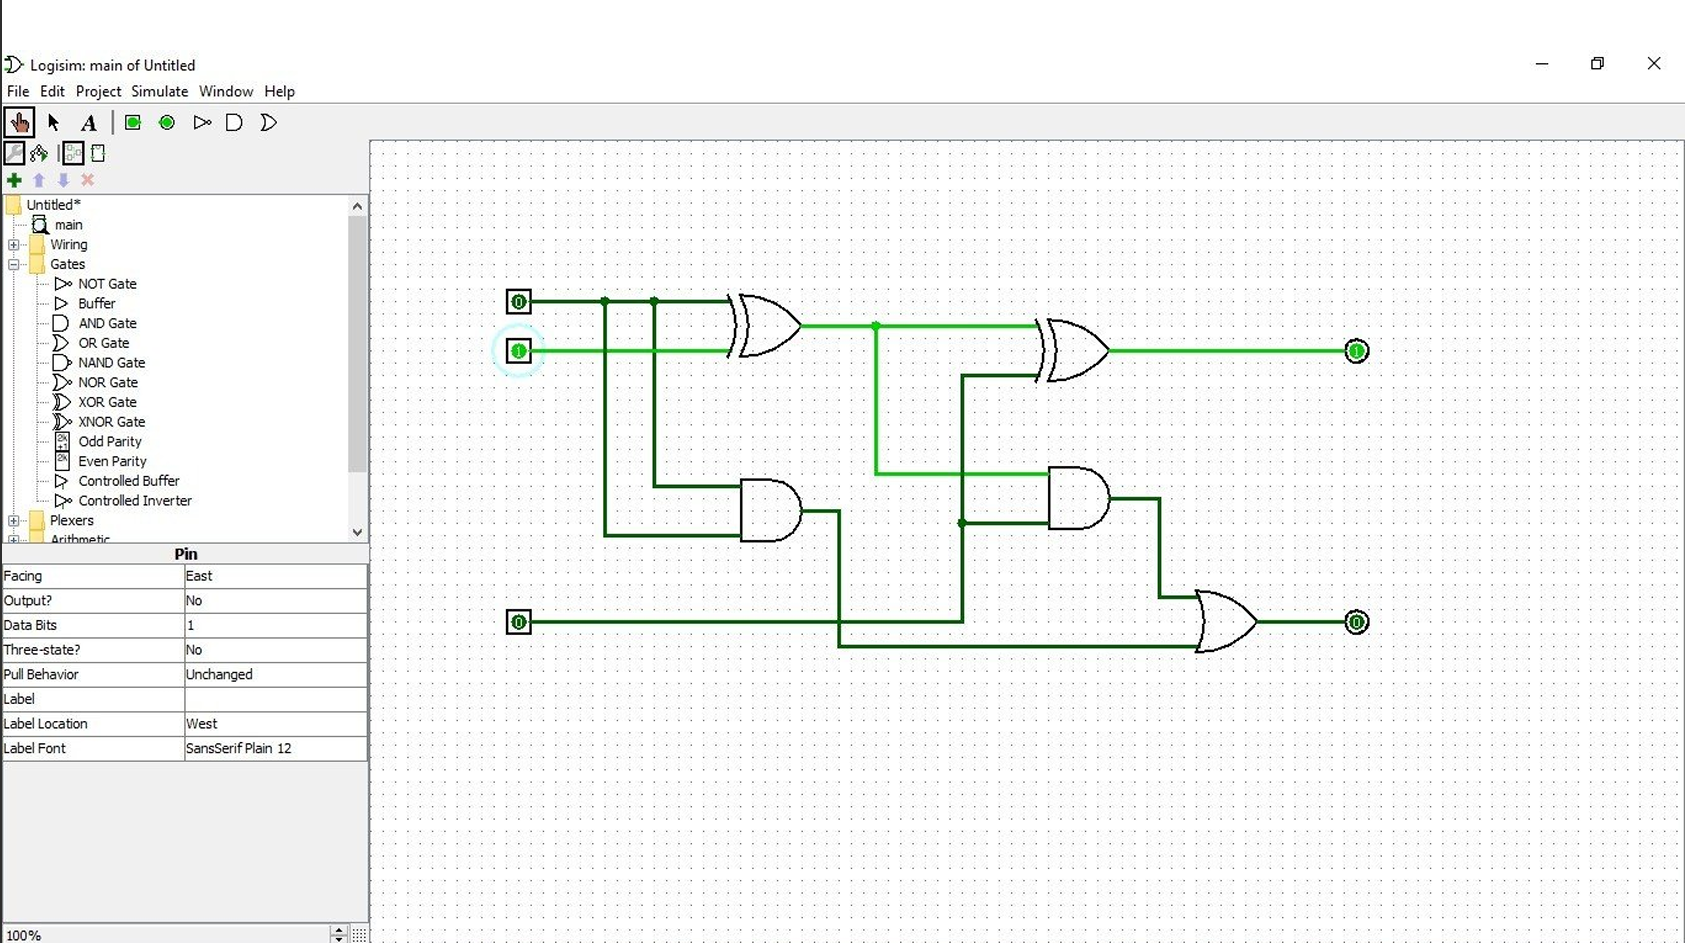 Logisim: main of Untitled
File Edit Project Simulate Window Help
A
Untitled*
main
Wiring
Gates
NOT Gate
Buffer
AND Gate
OR Gate
NAND Gate
NOR Gate
XOR Gate
XNOR Gate
2k+1 Odd Parity
2k Even Parity
Controlled Buffer
Controlled Inverter
Plexers
Arithmetic
Pin
Facing East
Output? No
Data Bits 1
Three-state? No
Pull Behavior Unchanged
Label
Label Location West
Label Font SansSerif Plain 12
100%
0
1
1
0
0